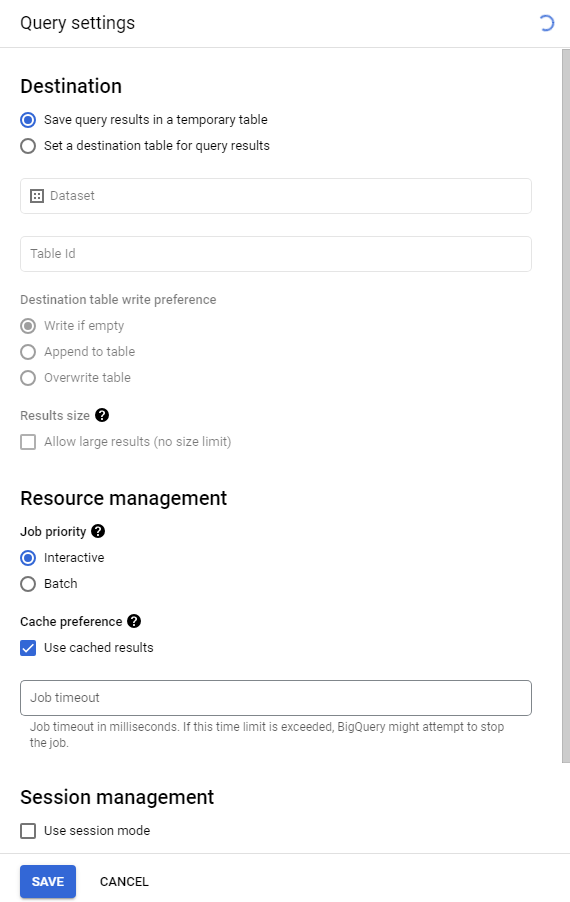 Query settings
Destination
Save query results in a temporary table
Set a destination table for query results
Dataset
Table Id
Destination table write preference
Write if empty
Append to table
Overwrite table
Results size
Allow large results (no size limit)
Resource management
Job priority
Interactive
Batch
Cache preference
Use cached results
Job timeout
Job timeout in milliseconds. If this time limit is exceeded, BigQuery might attempt to stop
the job.
Session management
Use session mode
SAVE CANCEL